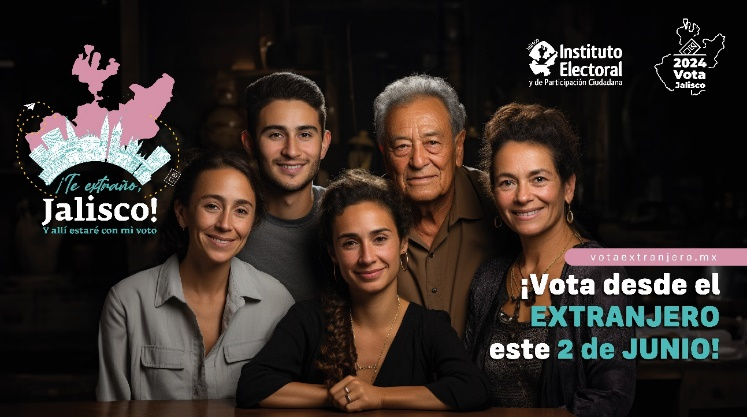 Instituto
Electoral
y de Participación Ciudadana
2024
Vota
Jalisco
¡Te extraño,
Jalisco!
Y allí estaré con mi voto
votaextranjero.mx
¡Vota desde el
EXTRANJERO
este 2 de JUNIO!